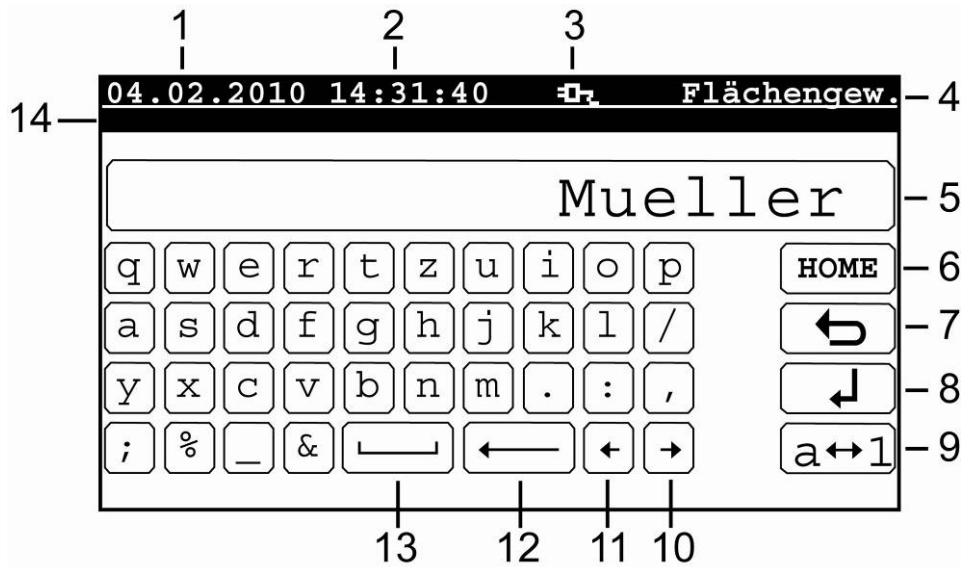 1 2 3
04.02.2010 14:31:40 Flächengew. 4
14
Mueller 5
q w e r t z u i o p HOME 6
a s d f g h j k l / 7
y x c v b n m . : , ↵ 8
; % _ & ← ← → a↔1 9
13 12 11 10